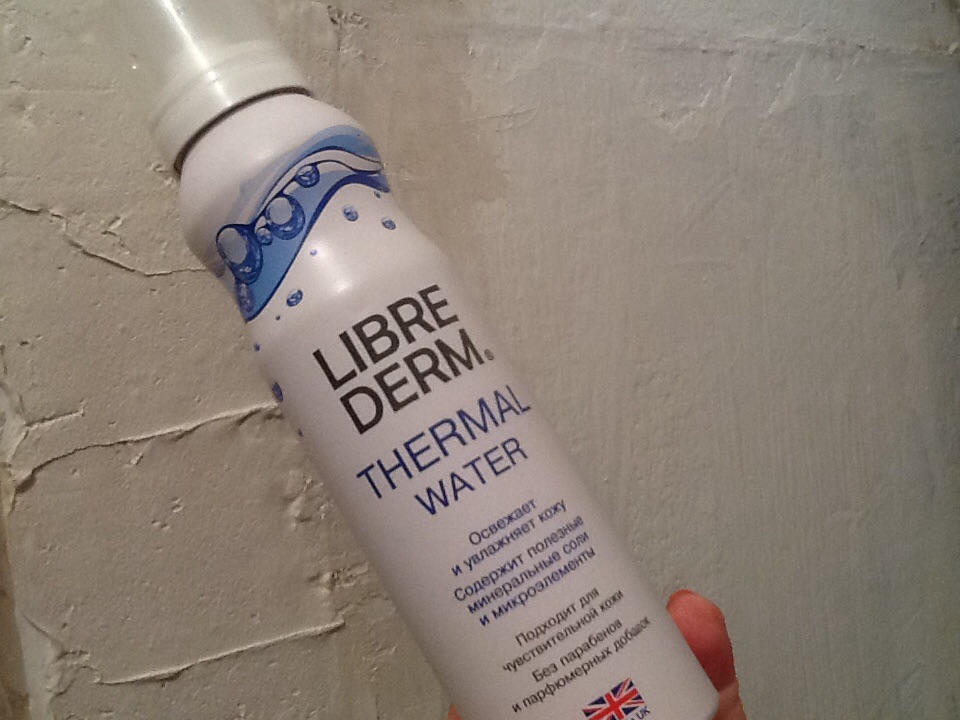 LIBRE
DERM®
THERMAL
WATER
Освежает
и увлажняет кожу
Содержит полезные
минеральные соли
и микроэлементы
Подходит для
чувствительной кожи
Без парабенов
и парфюмерных добавок
UK